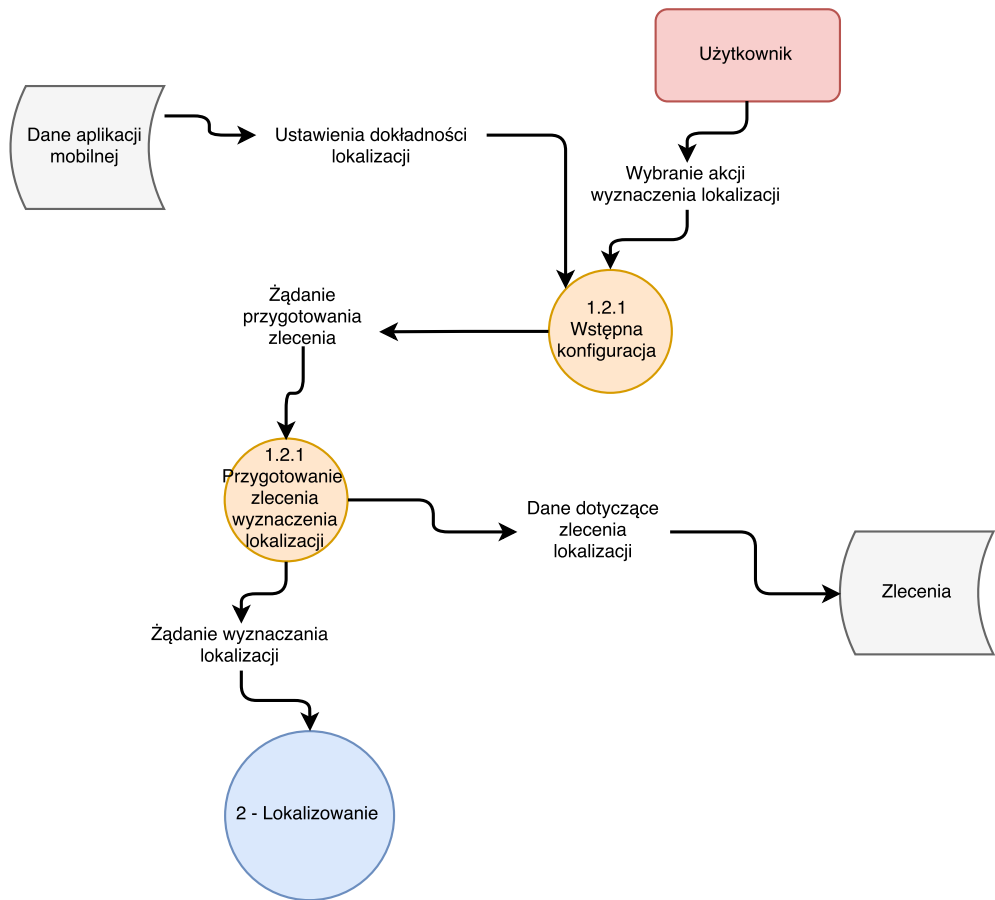 Użytkownik
Dane aplikacji
mobilnej
Ustawienia dokładności
lokalizacji
Wybranie akcji
wyznaczenia lokalizacji
Żądanie
przygotowania
zlecenia
1.2.1
Wstępna
konfiguracja
1.2.1
Przygotowanie
zlecenia
wyznaczenia
lokalizacji
Dane dotyczące
zlecenia
lokalizacji
Zlecenia
Żądanie wyznaczania
lokalizacji
2 - Lokalizowanie